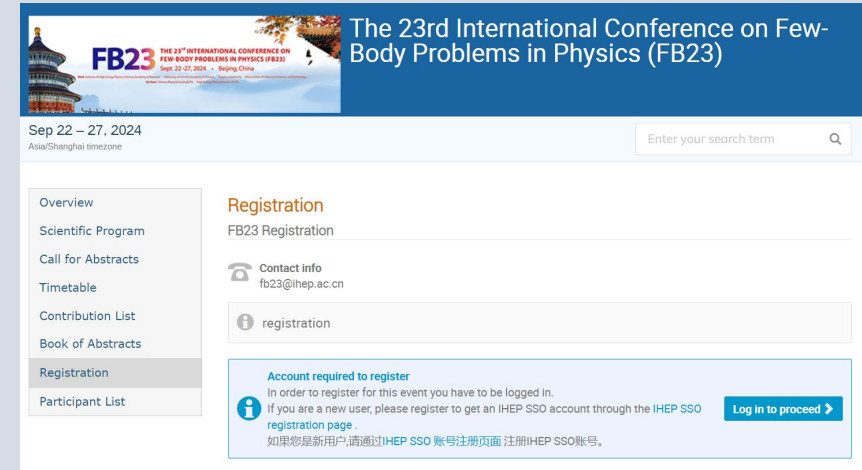 The 23rd International Conference on Few-
Body Problems in Physics (FB23)
FB23
THE 23rd INTERNATIONAL CONFERENCE ON
FEW-BODY PROBLEMS IN PHYSICS (FB23)
Sept. 22-27, 2024 • Beijing, China
Sep 22 – 27, 2024
Asia/Shanghai timezone
Enter your search term
Overview
Scientific Program
Call for Abstracts
Timetable
Contribution List
Book of Abstracts
Registration
Participant List
Registration
FB23 Registration
Contact info
fb23@ihep.ac.cn
registration
Account required to register
In order to register for this event you have to be logged in.
If you are a new user, please register to get an IHEP SSO account through the IHEP SSO
registration page .
如果您是新用户,请通过IHEP SSO 账号注册页面 注册IHEP SSO账号。
Log in to proceed